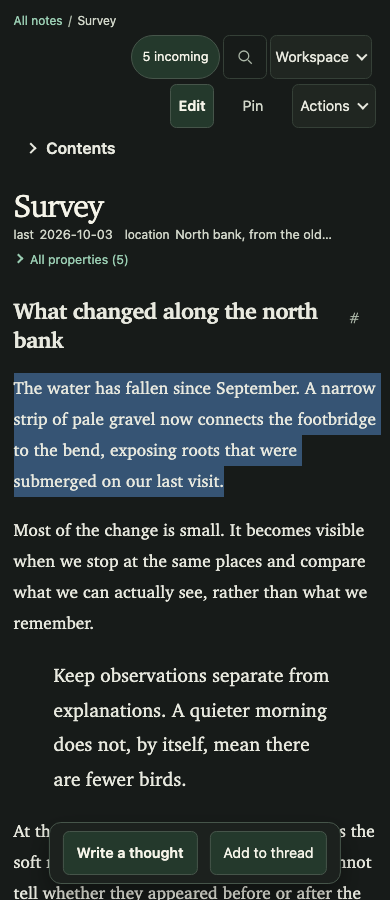 All notes / Survey
5 incoming
Workspace
Edit
Pin
Actions
Contents
Survey
last 2026-10-03 location North bank, from the old...
All properties (5)
What changed along the north #
bank
The water has fallen since September. A narrow
strip of pale gravel now connects the footbridge
to the bend, exposing roots that were
submerged on our last visit.
Most of the change is small. It becomes visible
when we stop at the same places and compare
what we can actually see, rather than what we
remember.
Keep observations separate from
explanations. A quieter morning
does not, by itself, mean there
are fewer birds.
At the
soft
Write a thought
Add to thread
tell whether they appeared before or after the